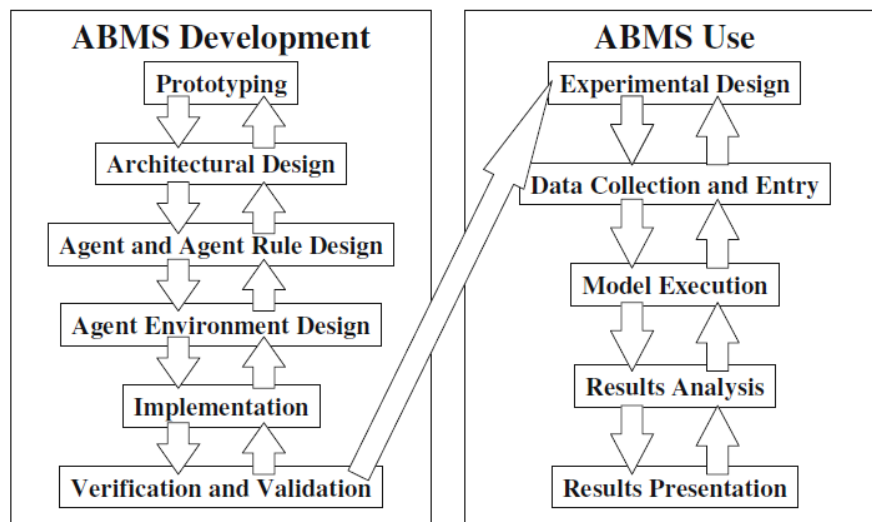 ABMS Development
Prototyping
Architectural Design
Agent and Agent Rule Design
Agent Environment Design
Implementation
Verification and Validation
ABMS Use
Experimental Design
Data Collection and Entry
Model Execution
Results Analysis
Results Presentation